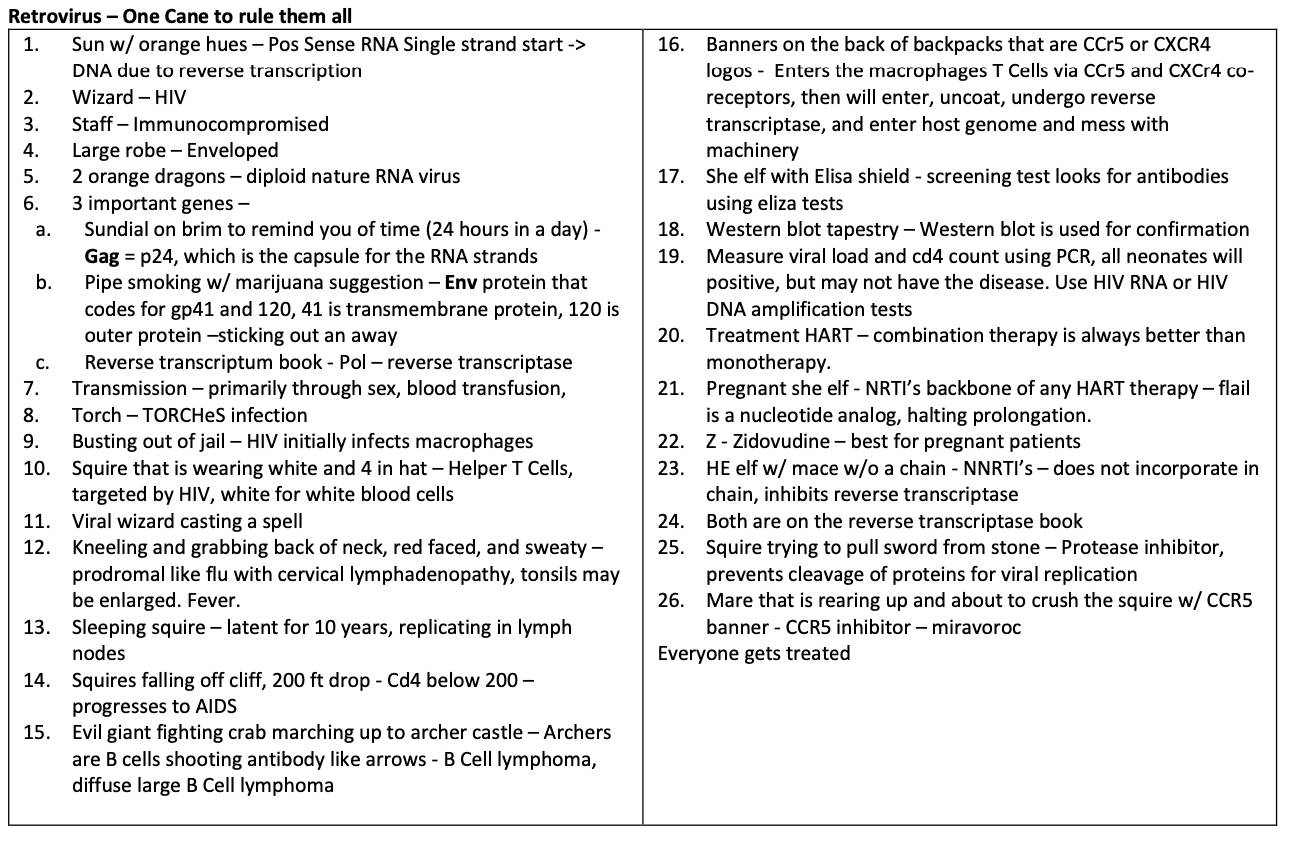 Retrovirus – One Cane to rule them all
1. Sun w/ orange hues – Pos Sense RNA Single strand start ->
DNA due to reverse transcription
2. Wizard – HIV
3. Staff – Immunocompromised
4. Large robe – Enveloped
5. 2 orange dragons – diploid nature RNA virus
6. 3 important genes –
a. Sundial on brim to remind you of time (24 hours in a day) -
Gag = p24, which is the capsule for the RNA strands
b. Pipe smoking w/ marijuana suggestion – Env protein that
codes for gp41 and 120, 41 is transmembrane protein, 120 is
outer protein –sticking out an away
c. Reverse transcriptum book - Pol – reverse transcriptase
7. Transmission – primarily through sex, blood transfusion,
8. Torch – TORCHeS infection
9. Busting out of jail – HIV initially infects macrophages
10. Squire that is wearing white and 4 in hat – Helper T Cells,
targeted by HIV, white for white blood cells
11. Viral wizard casting a spell
12. Kneeling and grabbing back of neck, red faced, and sweaty –
prodromal like flu with cervical lymphadenopathy, tonsils may
be enlarged. Fever.
13. Sleeping squire – latent for 10 years, replicating in lymph
nodes
14. Squires falling off cliff, 200 ft drop - Cd4 below 200 –
progresses to AIDS
15. Evil giant fighting crab marching up to archer castle – Archers
are B cells shooting antibody like arrows - B Cell lymphoma,
diffuse large B Cell lymphoma
16. Banners on the back of backpacks that are CCr5 or CXCR4
logos - Enters the macrophages T Cells via CCr5 and CXCr4 co-
receptors, then will enter, uncoat, undergo reverse
transcriptase, and enter host genome and mess with
machinery
17. She elf with Elisa shield - screening test looks for antibodies
using eliza tests
18. Western blot tapestry – Western blot is used for confirmation
19. Measure viral load and cd4 count using PCR, all neonates will
positive, but may not have the disease. Use HIV RNA or HIV
DNA amplification tests
20. Treatment HART – combination therapy is always better than
monotherapy.
21. Pregnant she elf - NRTI's backbone of any HART therapy – flail
is a nucleotide analog, halting prolongation.
22. Z - Zidovudine – best for pregnant patients
23. HE elf w/ mace w/o a chain - NNRTI's – does not incorporate in
chain, inhibits reverse transcriptase
24. Both are on the reverse transcriptase book
25. Squire trying to pull sword from stone – Protease inhibitor,
prevents cleavage of proteins for viral replication
26. Mare that is rearing up and about to crush the squire w/ CCR5
banner - CCR5 inhibitor – miravoroc
Everyone gets treated